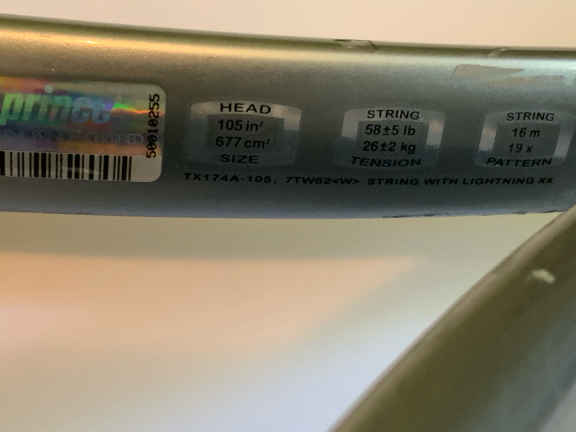 prince
50010255
HEAD
105 in²
677 cm²
SIZE
STRING
58±5 lb
26±2 kg
TENSION
STRING
16 m
19 x
PATTERN
TX174A-105, 7TW62<W> STRING WITH LIGHTNING XX